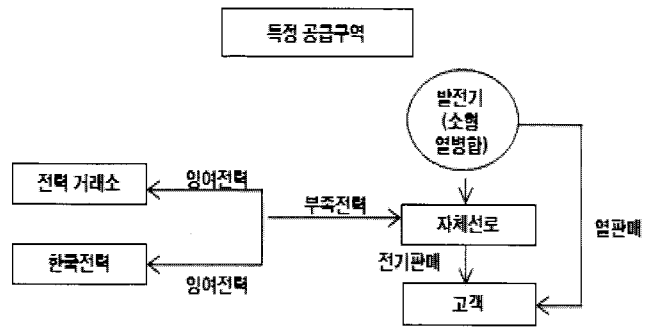 특정 공급구역
발전기
(소형
열병합)
전력 거래소
잉여전력
부족전력
자체선로
열판매
한국전력
잉여전력
전기판매
고객